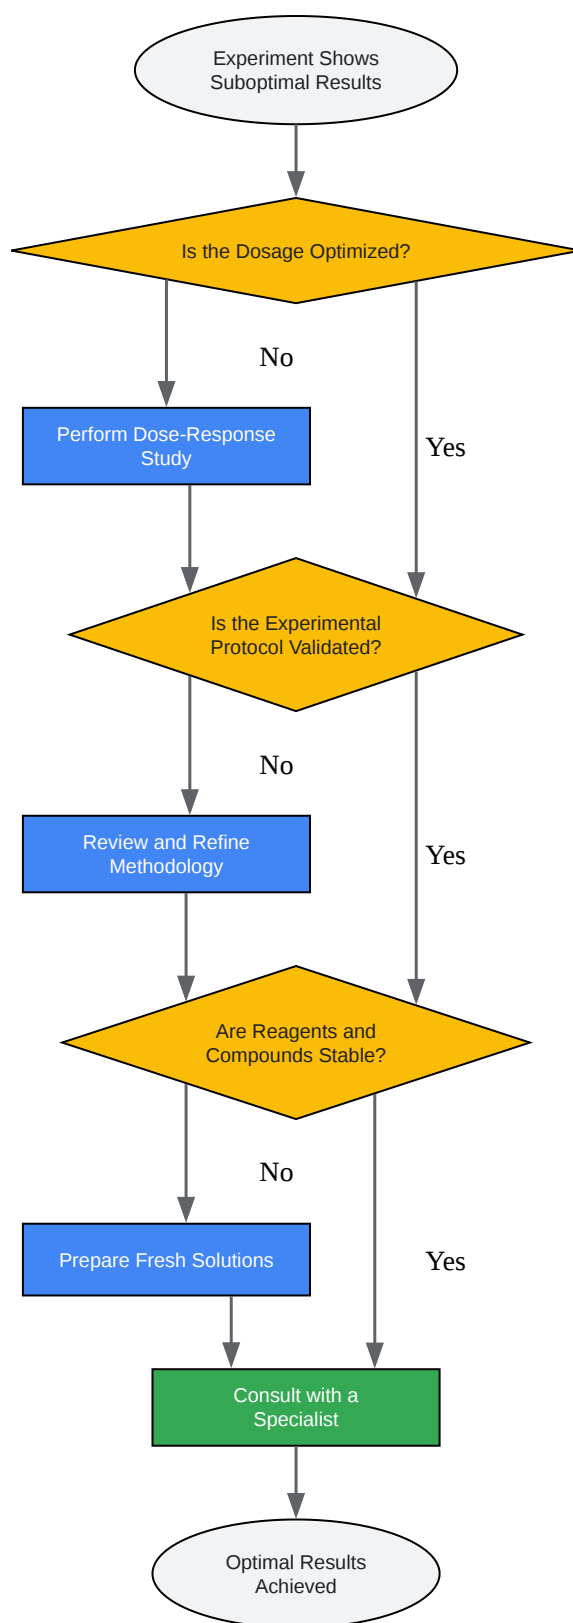 Experiment Shows
Suboptimal Results
Is the Dosage Optimized?
No
Perform Dose-Response
Study
Yes
Is the Experimental
Protocol Validated?
No
Review and Refine
Methodology
Yes
Are Reagents and
Compounds Stable?
No
Prepare Fresh Solutions
Yes
Consult with a
Specialist
Optimal Results
Achieved